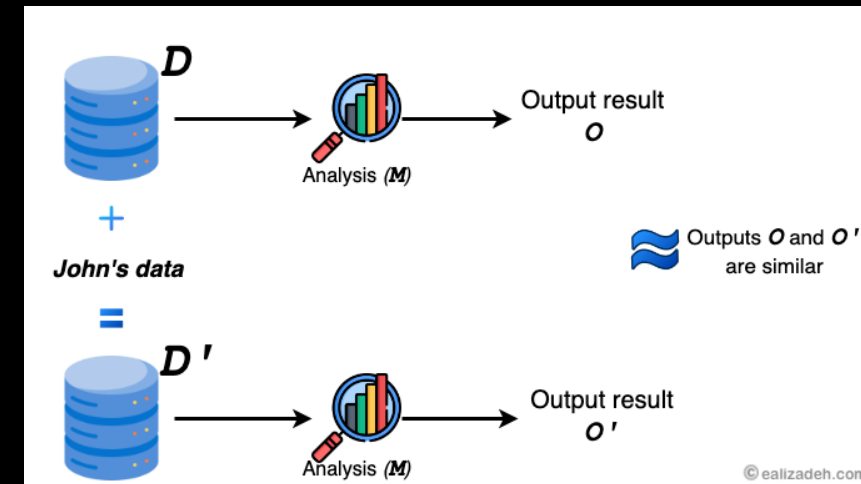 D
Output result
O
Analysis (M)
+
John's data
=
≈ Outputs O and O'
are similar
D'
Output result
O'
Analysis (M)
© ealizadeh.com